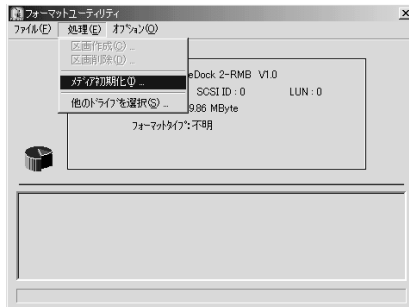 フォーマットユーティリティ
ファイル(F) 処理(E) オプション(O)
区画作成(C) ...
区画削除(D) ...
メディア初期化(I) ...
他のドライブを選択(S) ...
eDock 2-RMB V1.0
SCSI ID : 0 LUN : 0
9.86 MByte
フォーマットタイプ: 不明